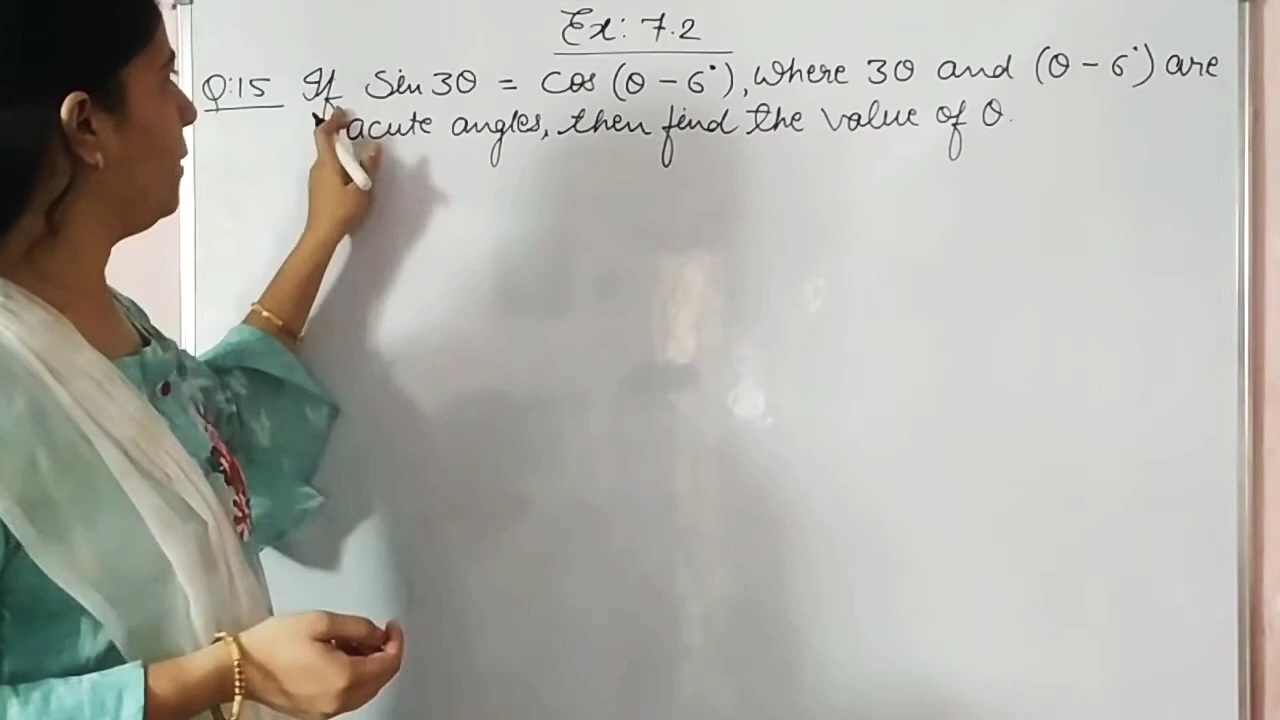 Ex: 7.2
Q:15 If Sin 3θ = cos (θ - 6°), where 3θ and (θ - 6°) are
acute angles, then find the value of θ.